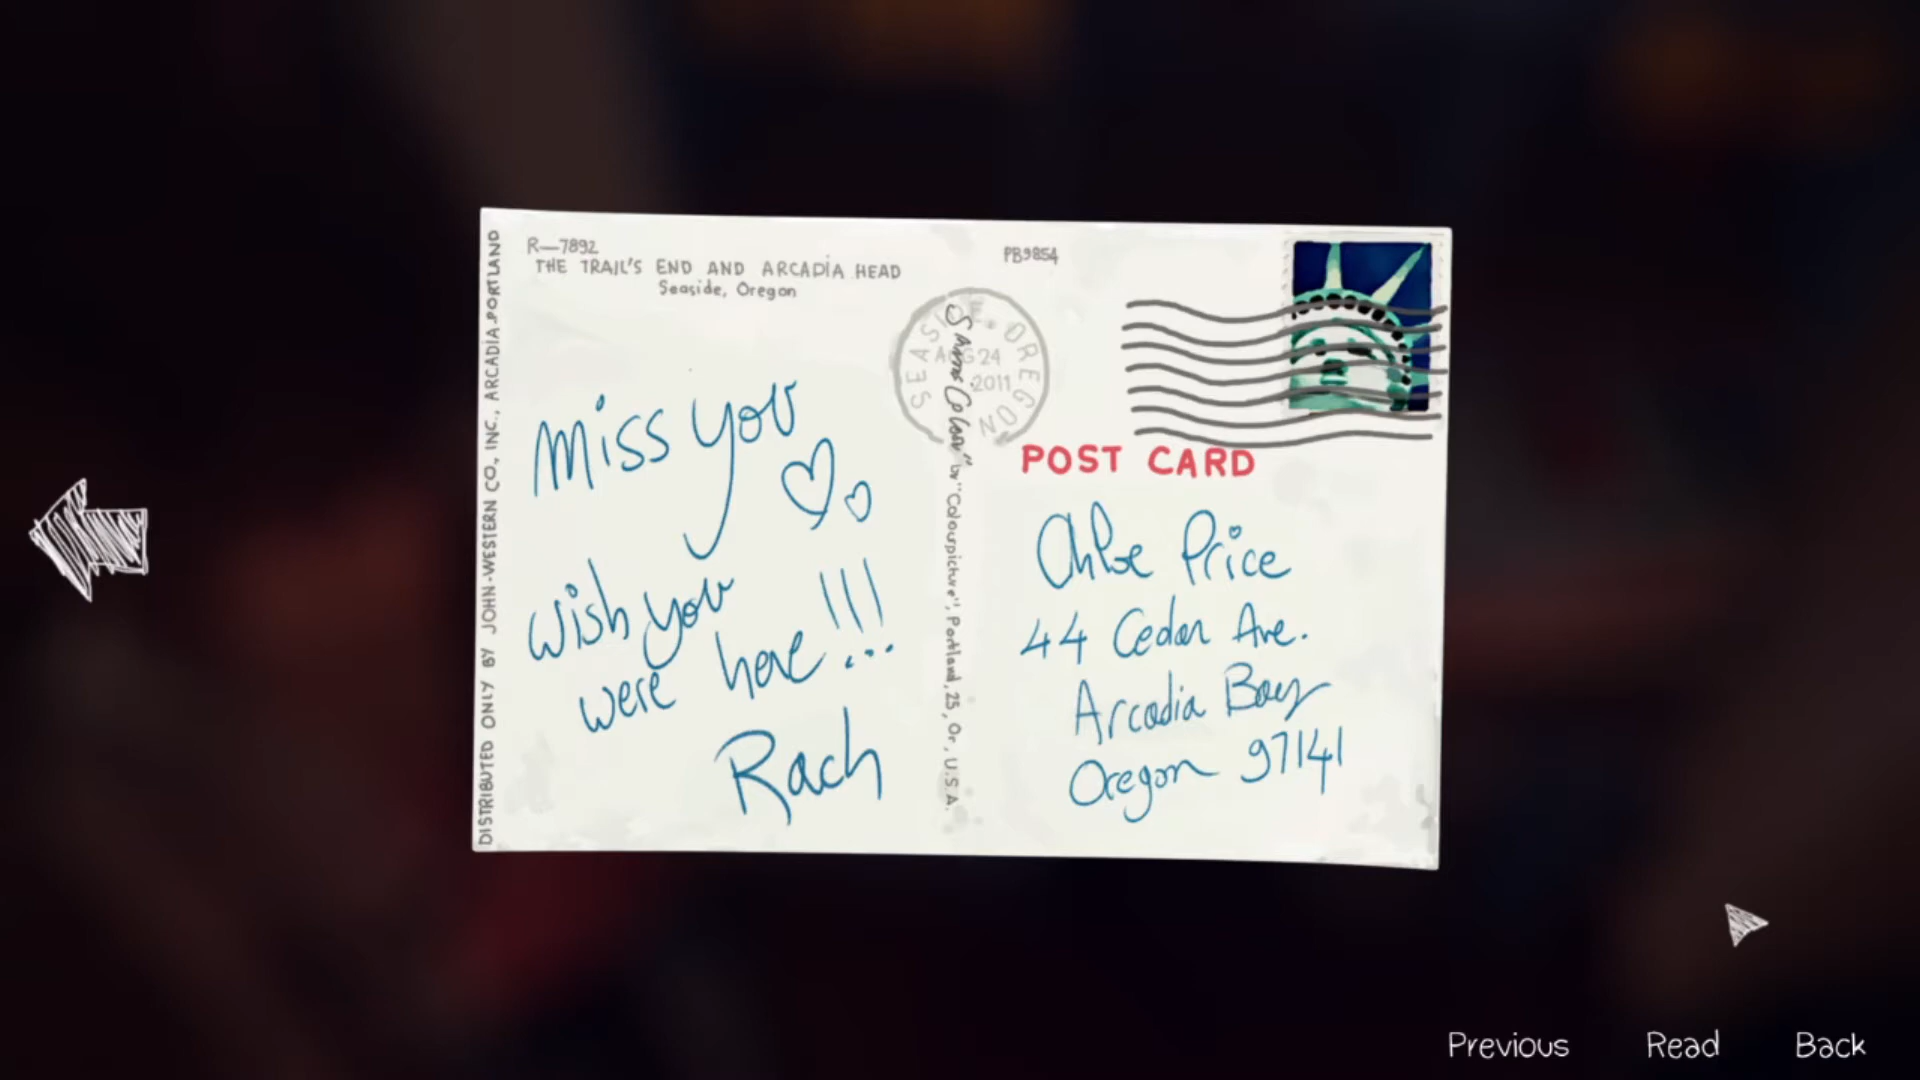 R—7892
THE TRAIL'S END AND ARCADIA HEAD
Seaside, Oregon
PB9854
DISTRIBUTED ONLY BY JOHN-WESTERN CO., INC., ARCADIA-PORTLAND
SEASIDE. OREGON
AUG 24
2011
by "Colourpicture", Portland, 25, Or, U.S.A.
POST CARD
Miss you
Wish you
were here!!!
Rach
Chloe Price
44 Cedar Ave.
Arcadia Bay
Oregon 97141
Previous
Read
Back